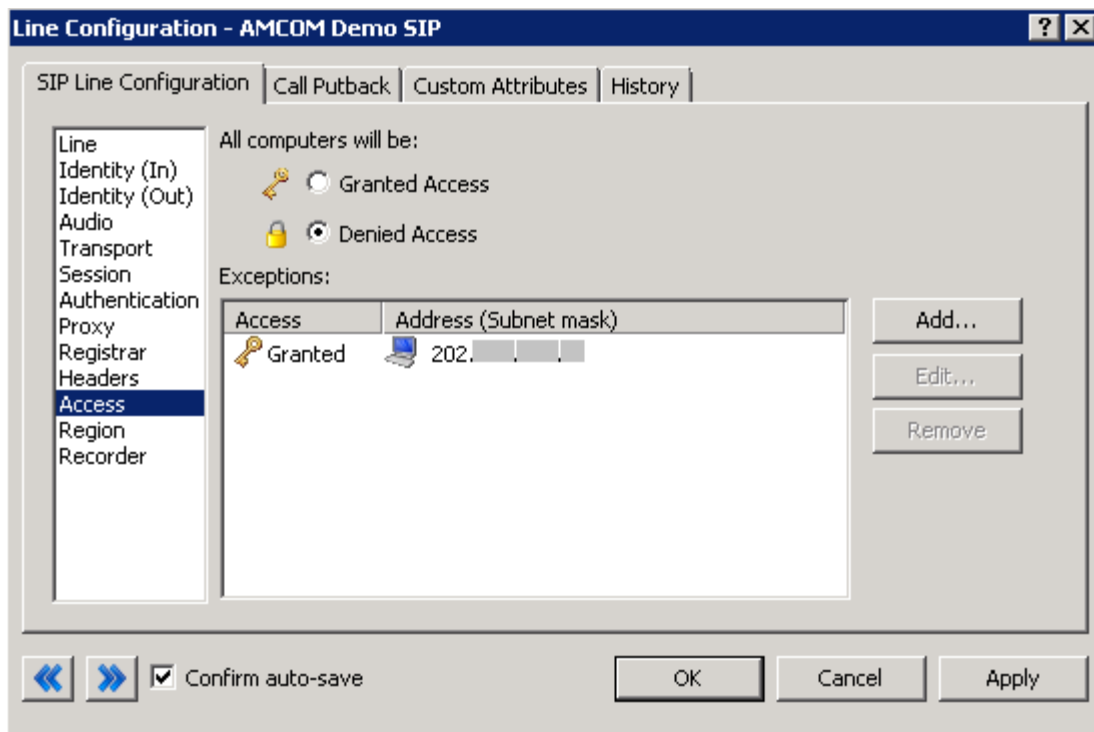 Line Configuration - AMCOM Demo SIP
SIP Line Configuration
Call Putback
Custom Attributes
History
Line
Identity (In)
Identity (Out)
Audio
Transport
Session
Authentication
Proxy
Registrar
Headers
Access
Region
Recorder
All computers will be:
Granted Access
Denied Access
Exceptions:
Access Address (Subnet mask)
Granted 202. . .
Add...
Edit...
Remove
Confirm auto-save
OK
Cancel
Apply